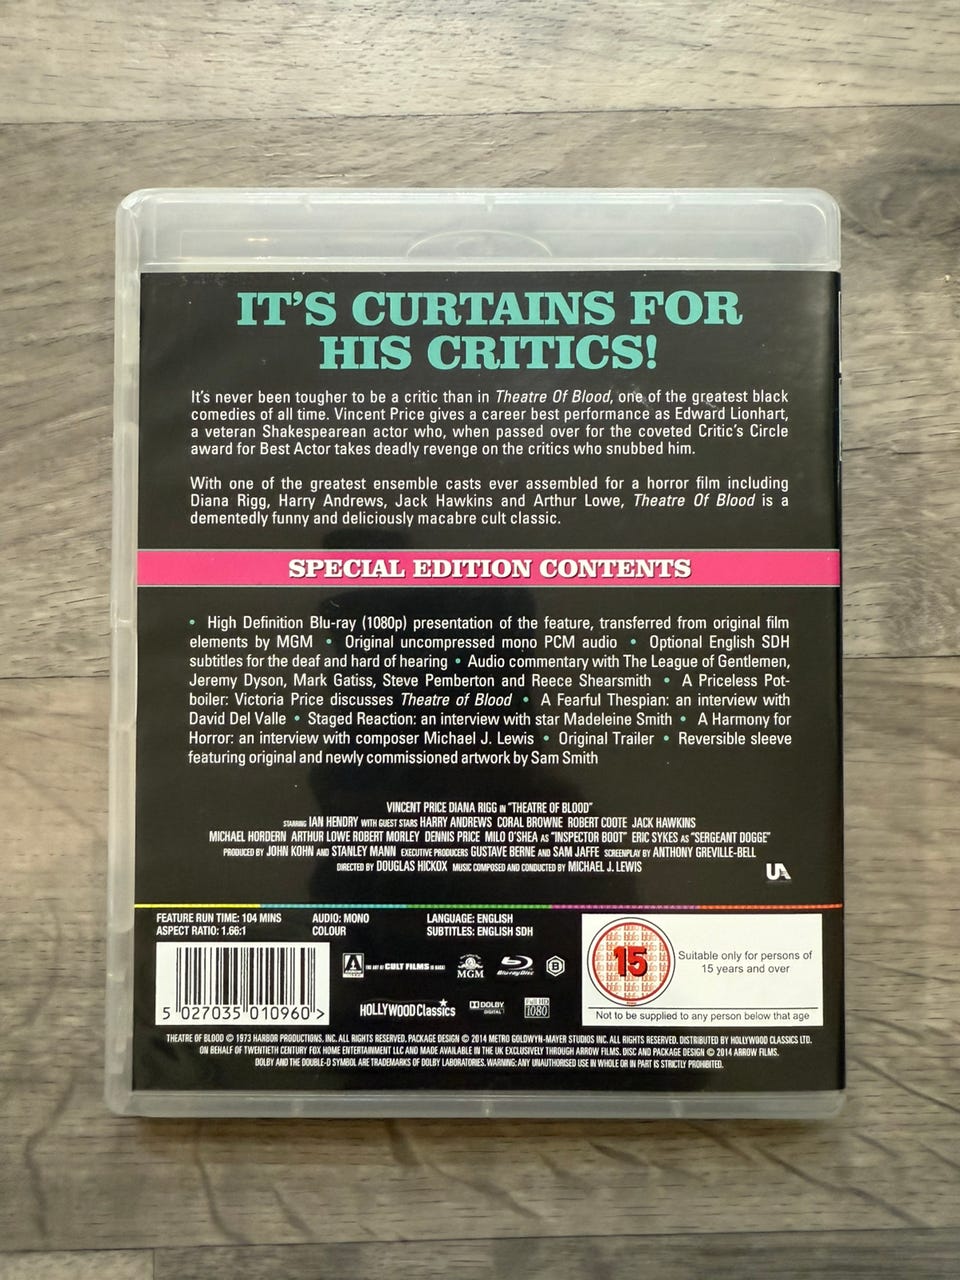 IT'S CURTAINS FOR
HIS CRITICS!
It's never been tougher to be a critic than in Theatre Of Blood, one of the greatest black
comedies of all time. Vincent Price gives a career best performance as Edward Lionhart,
a veteran Shakespearean actor who, when passed over for the coveted Critic's Circle
award for Best Actor takes deadly revenge on the critics who snubbed him.
With one of the greatest ensemble casts ever assembled for a horror film including
Diana Rigg, Harry Andrews, Jack Hawkins and Arthur Lowe, Theatre Of Blood is a
dementedly funny and deliciously macabre cult classic.
SPECIAL EDITION CONTENTS
• High Definition Blu-ray (1080p) presentation of the feature, transferred from original film
elements by MGM • Original uncompressed mono PCM audio • Optional English SDH
subtitles for the deaf and hard of hearing • Audio commentary with The League of Gentlemen,
Jeremy Dyson, Mark Gatiss, Steve Pemberton and Reece Shearsmith • A Priceless Pot-
boiler: Victoria Price discusses Theatre of Blood • A Fearful Thespian: an interview with
David Del Valle • Staged Reaction: an interview with star Madeleine Smith • A Harmony for
Horror: an interview with composer Michael J. Lewis • Original Trailer • Reversible sleeve
featuring original and newly commissioned artwork by Sam Smith
VINCENT PRICE DIANA RIGG IN "THEATRE OF BLOOD"
STARRING IAN HENDRY WITH GUEST STARS HARRY ANDREWS CORAL BROWNE ROBERT COOTE JACK HAWKINS
MICHAEL HORDERN ARTHUR LOWE ROBERT MORLEY DENNIS PRICE MILO O'SHEA AS "INSPECTOR BOOT" ERIC SYKES AS "SERGEANT DOGGE"
PRODUCED BY JOHN KOHN AND STANLEY MANN EXECUTIVE PRODUCERS GUSTAVE BERNE AND SAM JAFFE SCREENPLAY BY ANTHONY GREVILLE-BELL
DIRECTED BY DOUGLAS HICKOX MUSIC COMPOSED AND CONDUCTED BY MICHAEL J. LEWIS
UA
FEATURE RUN TIME: 104 MINS AUDIO: MONO LANGUAGE: ENGLISH
ASPECT RATIO: 1.66:1 COLOUR SUBTITLES: ENGLISH SDH
5 027035 010960 >
ARROW THE ART OF CULT FILMS IS BACK! MGM Blu-ray Disc B
HOLLYWOOD Classics DOLBY DIGITAL Full HD 1080
15
Suitable only for persons of
15 years and over
Not to be supplied to any person below that age
THEATRE OF BLOOD © 1973 HARBOR PRODUCTIONS, INC. ALL RIGHTS RESERVED. PACKAGE DESIGN © 2014 METRO GOLDWYN-MAYER STUDIOS INC. ALL RIGHTS RESERVED. DISTRIBUTED BY HOLLYWOOD CLASSICS LTD.
ON BEHALF OF TWENTIETH CENTURY FOX HOME ENTERTAINMENT LLC AND MADE AVAILABLE IN THE UK EXCLUSIVELY THROUGH ARROW FILMS. DISC AND PACKAGE DESIGN © 2014 ARROW FILMS.
DOLBY AND THE DOUBLE-D SYMBOL ARE TRADEMARKS OF DOLBY LABORATORIES. WARNING: ANY UNAUTHORISED USE IN WHOLE OR IN PART IS STRICTLY PROHIBITED.